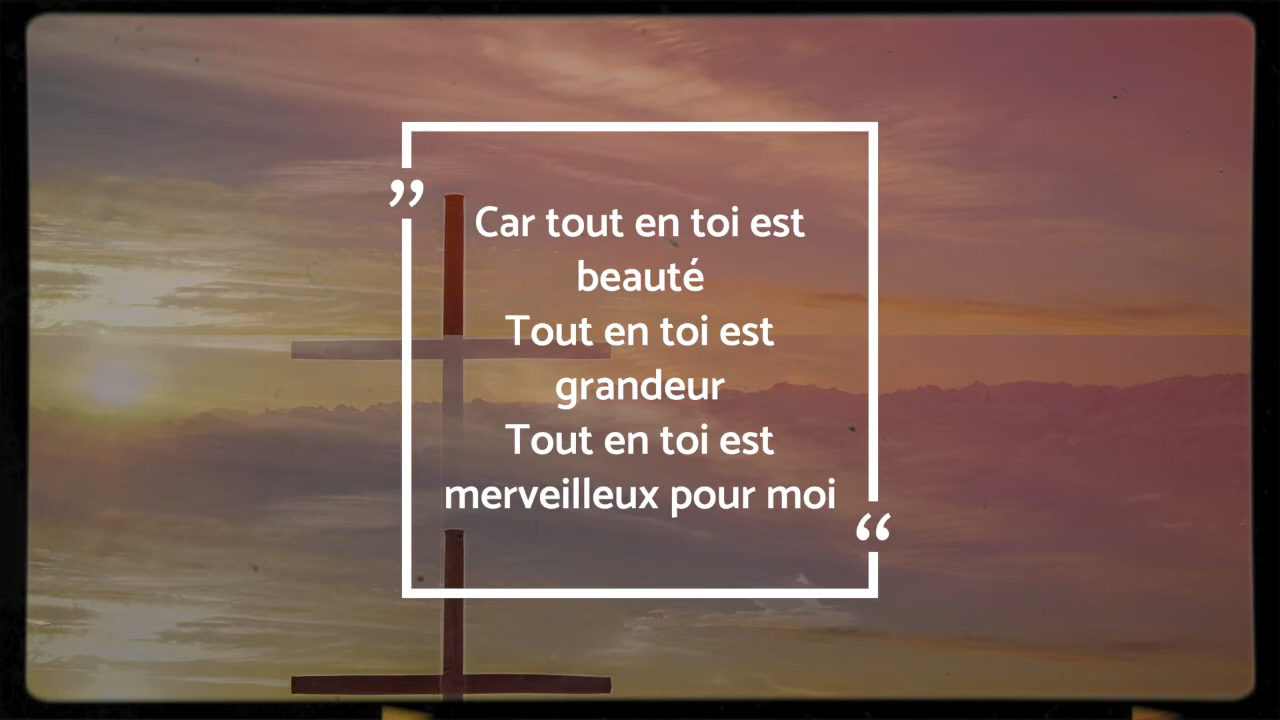 Car tout en toi est
beauté
Tout en toi est
grandeur
Tout en toi est
merveilleux pour moi